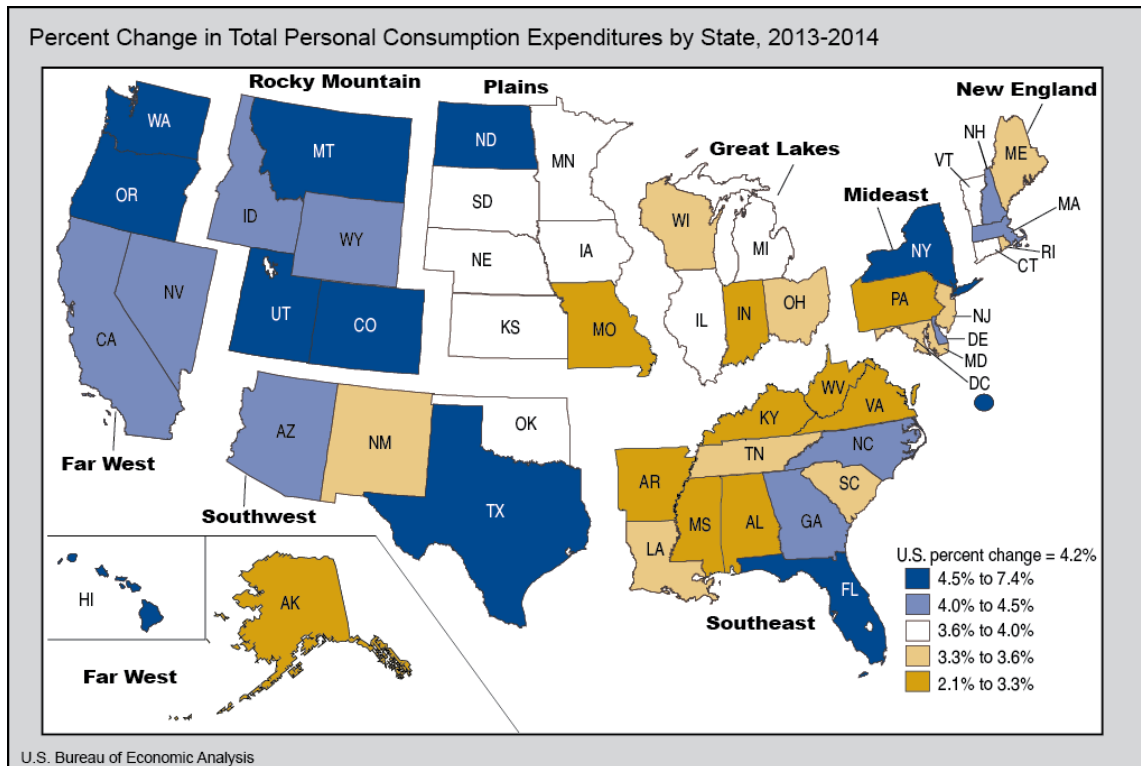 Percent Change in Total Personal Consumption Expenditures by State, 2013-2014
Rocky Mountain
Plains
New England
Great Lakes
Mideast
WA
MT
ND
MN
NH
ME
VT
OR
ID
SD
WI
MI
NY
MA
WY
IA
RI
CT
NE
PA
NV
UT
CO
KS
MO
IL
IN
OH
NJ
DE
MD
DC
CA
WV
VA
KY
AZ
NM
OK
TN
NC
Far West
AR
SC
Southwest
TX
MS
AL
GA
LA
U.S. percent change = 4.2%
4.5% to 7.4%
4.0% to 4.5%
3.6% to 4.0%
3.3% to 3.6%
2.1% to 3.3%
FL
HI
AK
Southeast
Far West
U.S. Bureau of Economic Analysis